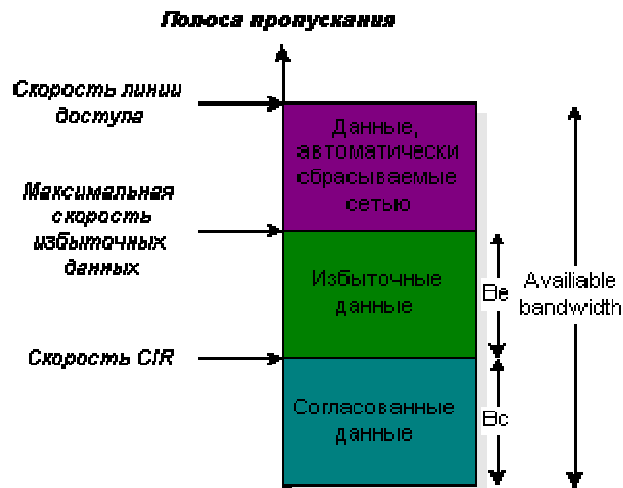 Полоса пропускания
Скорость линии
доступа
Данные,
автоматически
сбрасываемые
сетью
Максимальная
скорость
избыточных
данных
Избыточные
данные
Be
Availiable
bandwidth
Скорость CIR
Согласованные
данные
Bc